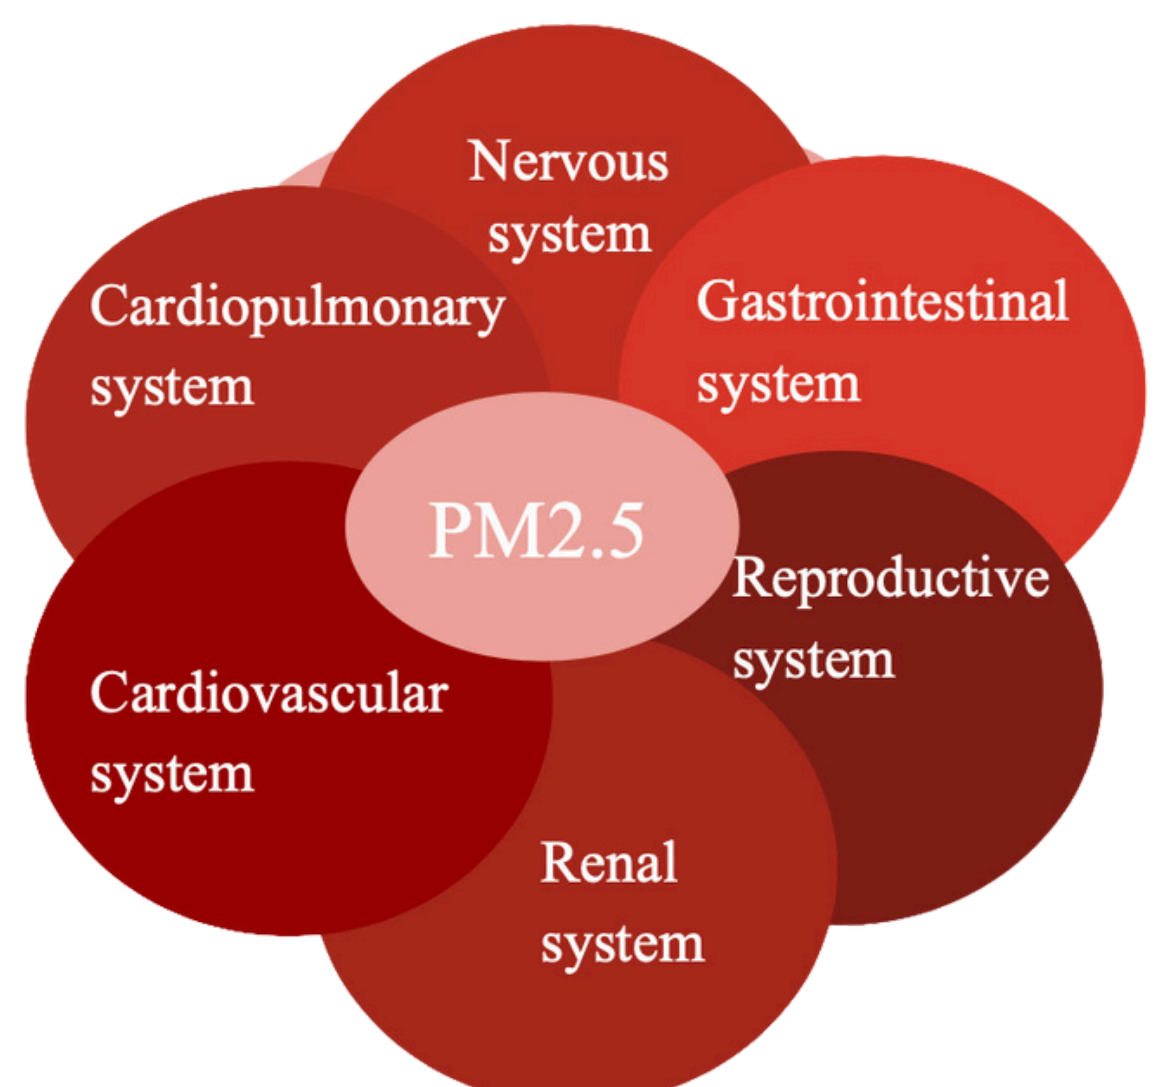 Nervous
system
Cardiopulmonary
system
Gastrointestinal
system
PM2.5
Reproductive
system
Cardiovascular
system
Renal
system